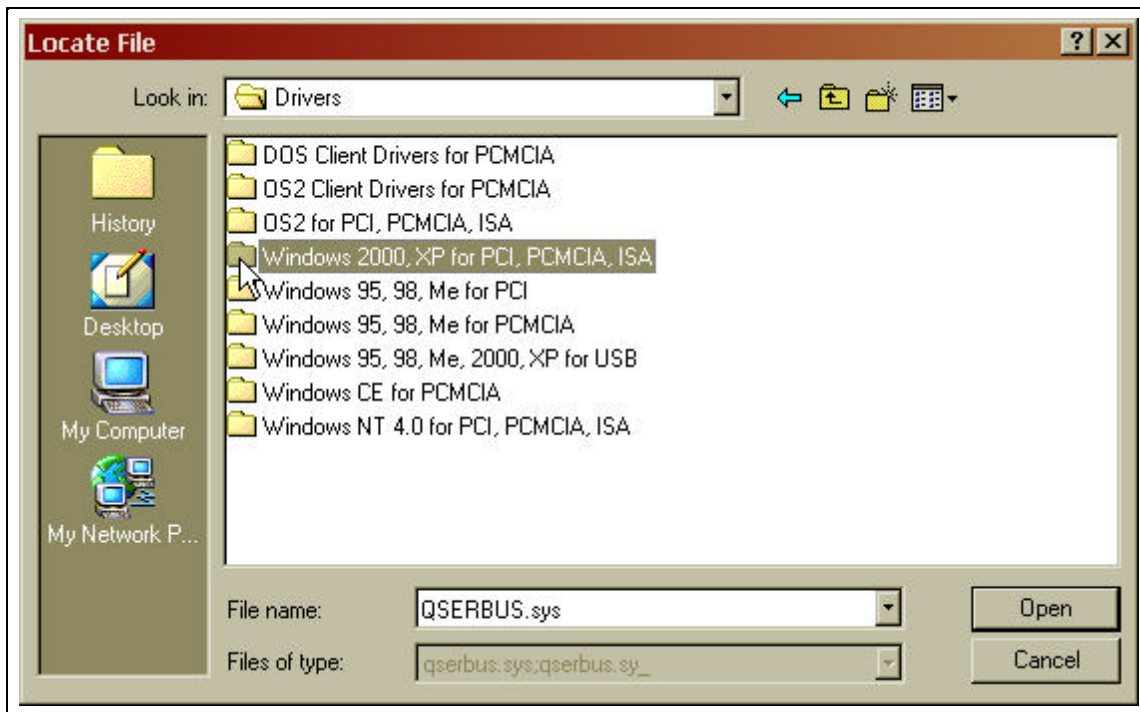 Locate File
Look in: Drivers
History
Desktop
My Computer
My Network P...
DOS Client Drivers for PCMCIA
OS2 Client Drivers for PCMCIA
OS2 for PCI, PCMCIA, ISA
Windows 2000, XP for PCI, PCMCIA, ISA
Windows 95, 98, Me for PCI
Windows 95, 98, Me for PCMCIA
Windows 95, 98, Me, 2000, XP for USB
Windows CE for PCMCIA
Windows NT 4.0 for PCI, PCMCIA, ISA
File name: QSERBUS.sys Open
Files of type: qserbus.sys;qserbus.sy_ Cancel